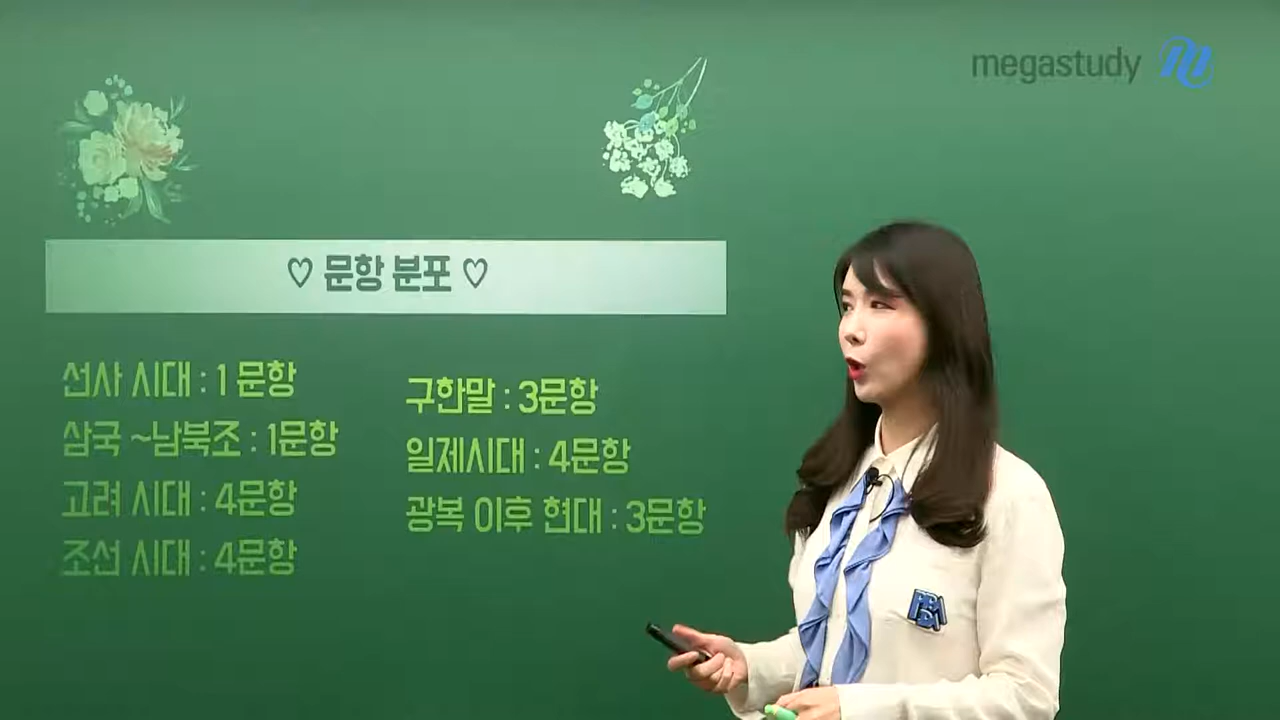 megastudy
♡ 문항 분포 ♡
선사 시대 : 1 문항
삼국 ~남북조 : 1문항
고려 시대 : 4문항
조선 시대 : 4문항
구한말 : 3문항
일제시대 : 4문항
광복 이후 현대 : 3문항